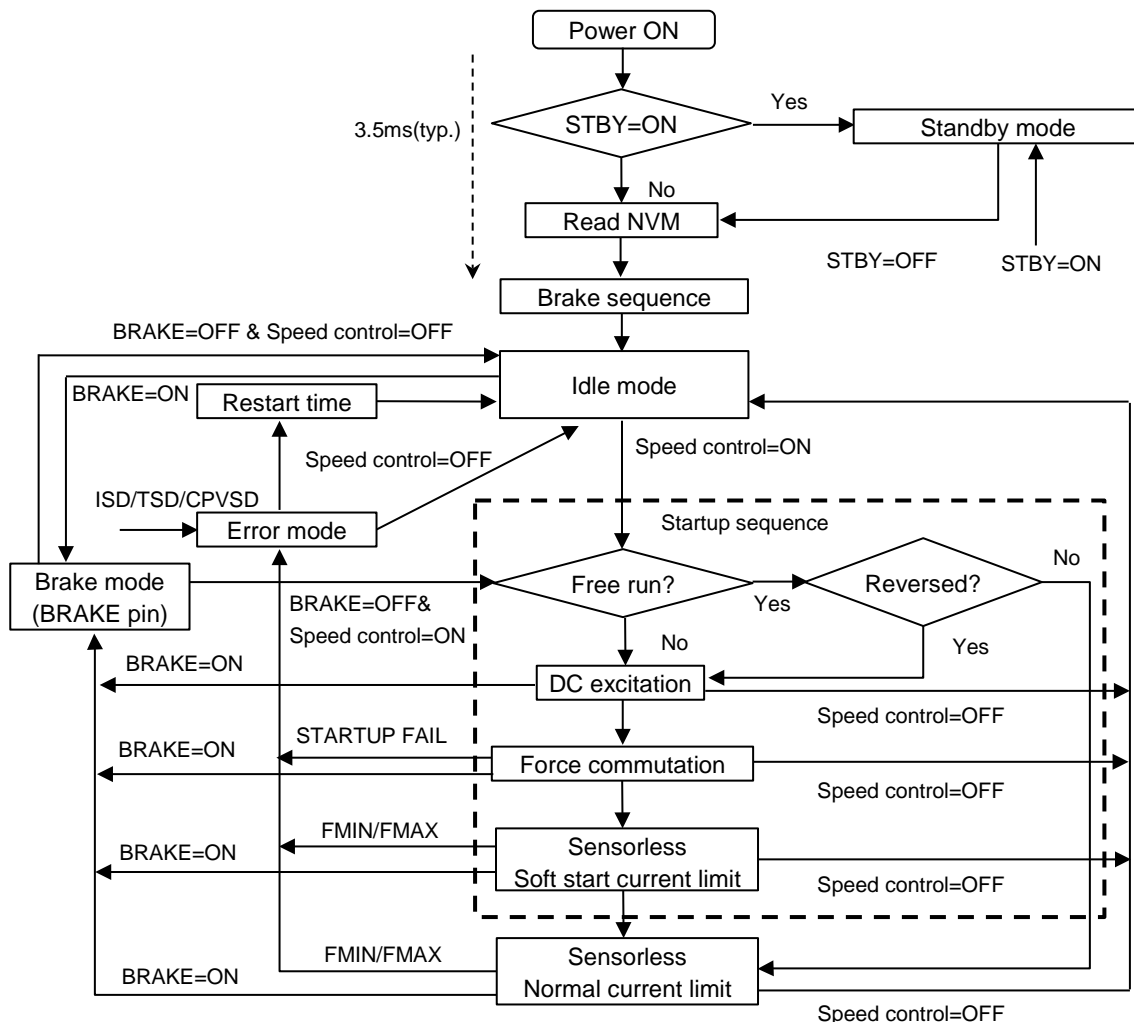 Power ON
Yes
3.5ms(typ.)
STBY=ON
Standby mode
No
Read NVM
STBY=OFF
STBY=ON
Brake sequence
BRAKE=OFF & Speed control=OFF
Idle mode
BRAKE=ON
Restart time
Speed control=OFF
Speed control=ON
ISD/TSD/CPVSD
Error mode
Startup sequence
No
Brake mode
(BRAKE pin)
Free run?
Reversed?
BRAKE=OFF&
Speed control=ON
Yes
No
Yes
BRAKE=ON
DC excitation
Speed control=OFF
STARTUP FAIL
BRAKE=ON
Force commutation
Speed control=OFF
FMIN/FMAX
BRAKE=ON
Sensorless
Soft start current limit
Speed control=OFF
FMIN/FMAX
BRAKE=ON
Sensorless
Normal current limit
Speed control=OFF